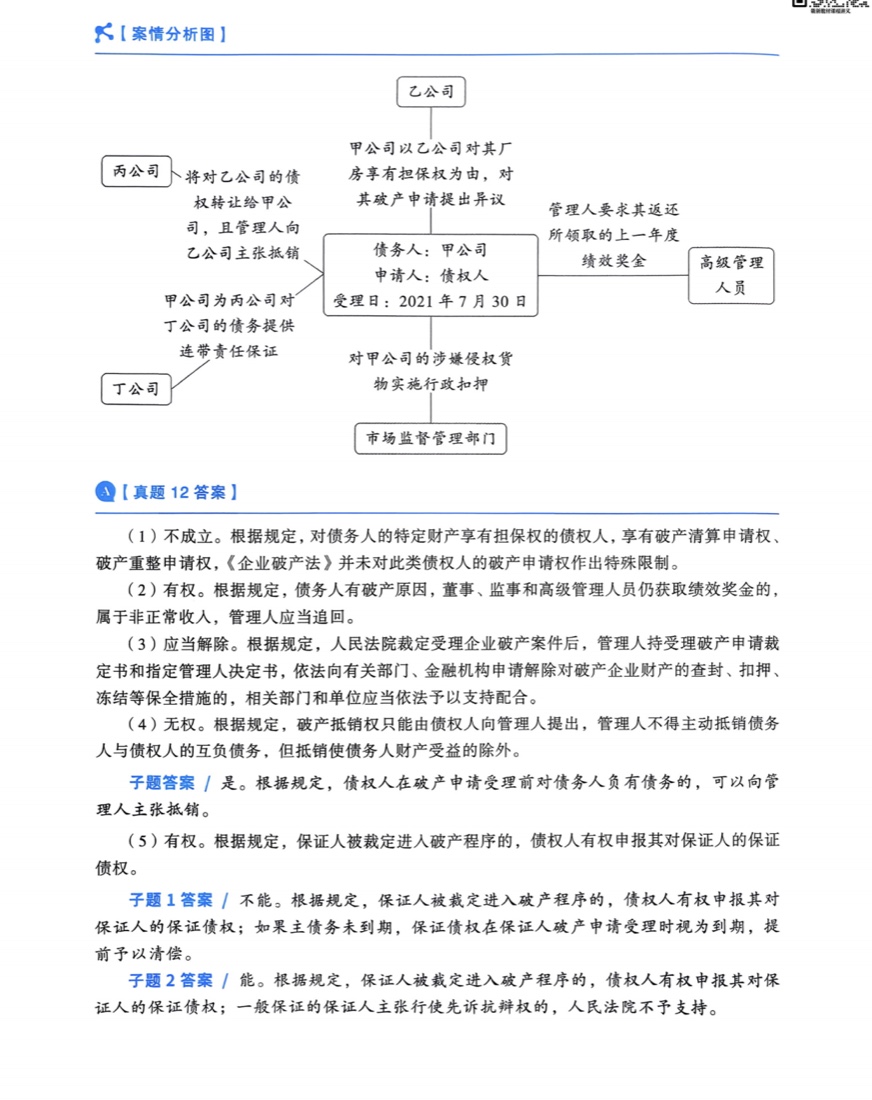 【案情分析图】
乙公司
甲公司以乙公司对其厂
房享有担保权为由，对
其破产申请提出异议
丙公司
将对乙公司的债
权转让给甲公
司，且管理人向
乙公司主张抵销
管理人要求其返还
所领取的上一年度
绩效奖金
债务人：甲公司
申请人：债权人
受理日：2021 年 7 月 30 日
高级管理
人员
甲公司为丙公司对
丁公司的债务提供
连带责任保证
丁公司
对甲公司的涉嫌侵权货
物实施行政扣押
市场监督管理部门
A【真题 12 答案】
（1）不成立。根据规定，对债务人的特定财产享有担保权的债权人，享有破产清算申请权、
破产重整申请权，《企业破产法》并未对此类债权人的破产申请权作出特殊限制。
（2）有权。根据规定，债务人有破产原因，董事、监事和高级管理人员仍获取绩效奖金的，
属于非正常收入，管理人应当追回。
（3）应当解除。根据规定，人民法院裁定受理企业破产案件后，管理人持受理破产申请裁
定书和指定管理人决定书，依法向有关部门、金融机构申请解除对破产企业财产的查封、扣押、
冻结等保全措施的，相关部门和单位应当依法予以支持配合。
（4）无权。根据规定，破产抵销权只能由债权人向管理人提出，管理人不得主动抵销债务
人与债权人的互负债务，但抵销使债务人财产受益的除外。
子题答案 / 是。根据规定，债权人在破产申请受理前对债务人负有债务的，可以向管
理人主张抵销。
（5）有权。根据规定，保证人被裁定进入破产程序的，债权人有权申报其对保证人的保证
债权。
子题 1 答案 / 不能。根据规定，保证人被裁定进入破产程序的，债权人有权申报其对
保证人的保证债权；如果主债务未到期，保证债权在保证人破产申请受理时视为到期，提
前予以清偿。
子题 2 答案 / 能。根据规定，保证人被裁定进入破产程序的，债权人有权申报其对保
证人的保证债权；一般保证的保证人主张行使先诉抗辩权的，人民法院不予支持。